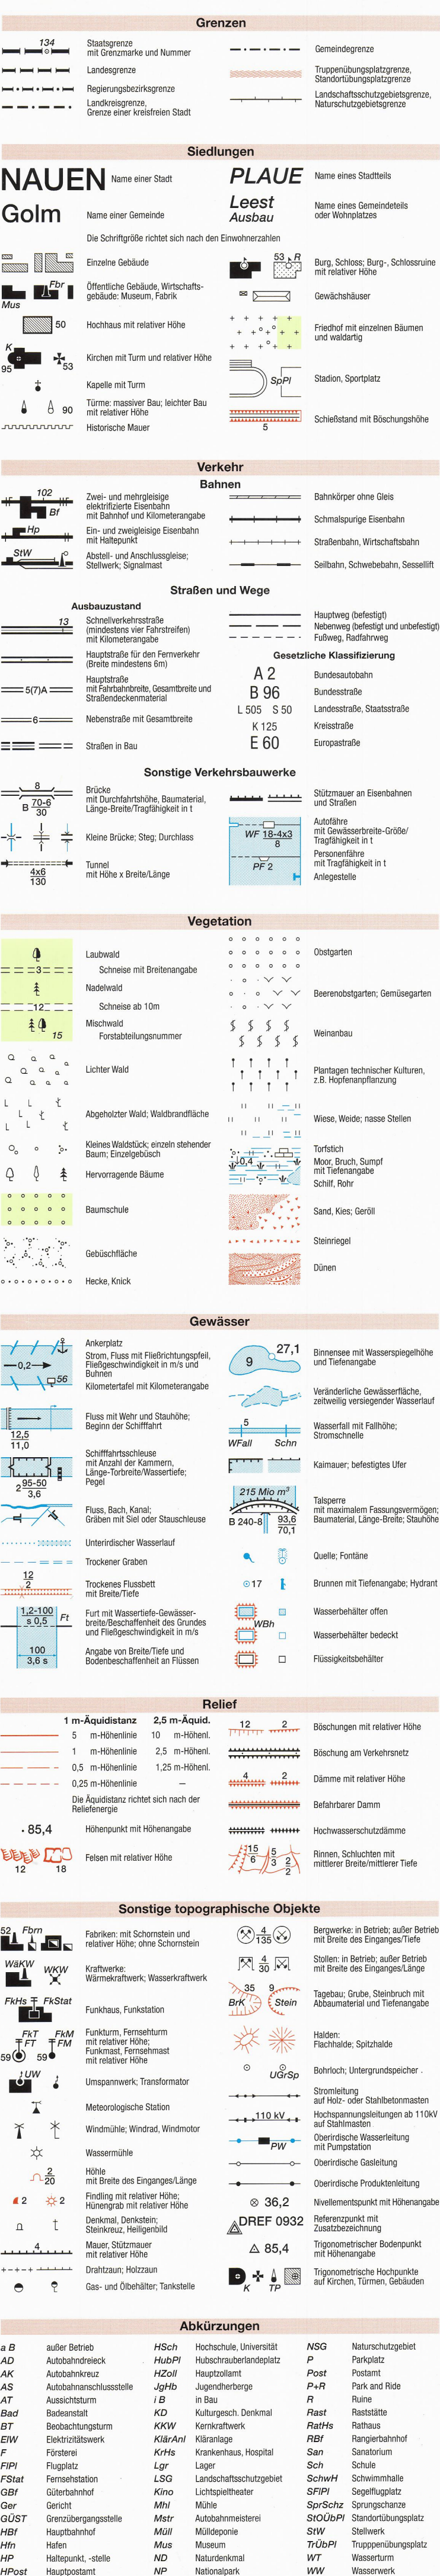 Grenzen
134
Staatsgrenze
mit Grenzmarke und Nummer
Landesgrenze
Regierungsbezirksgrenze
Landkreisgrenze,
Grenze einer kreisfreien Stadt
Gemeindegrenze
Truppenübungsplatzgrenze,
Standortübungsplatzgrenze
Landschaftsschutzgebietsgrenze,
Naturschutzgebietsgrenze
Siedlungen
NAUEN Name einer Stadt
Golm Name einer Gemeinde
PLAUE Name eines Stadtteils
Leest
Ausbau
Name eines Gemeindeteils
oder Wohnplatzes
Die Schriftgröße richtet sich nach den Einwohnerzahlen
Einzelne Gebäude
Fbr
Mus
Öffentliche Gebäude, Wirtschafts-
gebäude: Museum, Fabrik
50 Hochhaus mit relativer Höhe
K
95 53
Kirchen mit Turm und relativer Höhe
Kapelle mit Turm
90
Türme: massiver Bau; leichter Bau
mit relativer Höhe
Historische Mauer
53 R
Burg, Schloss; Burg-, Schlossruine
mit relativer Höhe
Gewächshäuser
Friedhof mit einzelnen Bäumen
und waldartig
SpPl Stadion, Sportplatz
5
Schießstand mit Böschungshöhe
Verkehr
Bahnen
102
Bf
Zwei- und mehrgleisige
elektrifizierte Eisenbahn
mit Bahnhof und Kilometerangabe
Hp
Ein- und zweigleisige Eisenbahn
mit Haltepunkt
StW
Abstell- und Anschlussgleise;
Stellwerk; Signalmast
Bahnkörper ohne Gleis
Schmalspurige Eisenbahn
Straßenbahn, Wirtschaftsbahn
Seilbahn, Schwebebahn, Sessellift
Straßen und Wege
Ausbauzustand
13
Schnellverkehrsstraße
(mindestens vier Fahrstreifen)
mit Kilometerangabe
Hauptstraße für den Fernverkehr
(Breite mindestens 6m)
5(7)A
Hauptstraße
mit Fahrbahnbreite, Gesamtbreite und
Straßendeckenmaterial
6 Nebenstraße mit Gesamtbreite
Straßen in Bau
Hauptweg (befestigt)
Nebenweg (befestigt und unbefestigt)
Fußweg, Radfahrweg
Gesetzliche Klassifizierung
A 2 Bundesautobahn
B 96 Bundesstraße
L 505 S 50 Landesstraße, Staatsstraße
K 125 Kreisstraße
E 60 Europastraße
Sonstige Verkehrsbauwerke
8
B 70-6
30
Brücke
mit Durchfahrtshöhe, Baumaterial,
Länge-Breite/Tragfähigkeit in t
Kleine Brücke; Steg; Durchlass
4x6
130
Tunnel
mit Höhe x Breite/Länge
Stützmauer an Eisenbahnen
und Straßen
WF 18-4x3
8
PF 2
Autofähre
mit Gewässerbreite-Größe/
Tragfähigkeit in t
Personenfähre
mit Tragfähigkeit in t
Anlegestelle
Vegetation
Laubwald
3 Schneise mit Breitenangabe
Nadelwald
12 Schneise ab 10m
Mischwald
15 Forstabteilungsnummer
Lichter Wald
Abgeholzter Wald; Waldbrandfläche
Kleines Waldstück; einzeln stehender
Baum; Einzelgebüsch
Hervorragende Bäume
Baumschule
Gebüschfläche
Hecke, Knick
Obstgarten
Beerenobstgarten; Gemüsegarten
Weinanbau
Plantagen technischer Kulturen,
z.B. Hopfenanpflanzung
Wiese, Weide; nasse Stellen
0,4
Torfstich
Moor, Bruch, Sumpf
mit Tiefenangabe
Schilf, Rohr
Sand, Kies; Geröll
Steinriegel
Dünen
Gewässer
0,2
56
Ankerplatz
Strom, Fluss mit Fließrichtungspfeil,
Fließgeschwindigkeit in m/s und
Buhnen
Kilometertafel mit Kilometerangabe
12,5
11,0
Fluss mit Wehr und Stauhöhe;
Beginn der Schifffahrt
2 95-50
3,6
Schifffahrtsschleuse
mit Anzahl der Kammern,
Länge-Torbreite/Wassertiefe;
Pegel
Fluss, Bach, Kanal;
Gräben mit Siel oder Stauschleuse
Unterirdischer Wasserlauf
Trockener Graben
12
2
Trockenes Flussbett
mit Breite/Tiefe
1,2-100
s 0,5
Ft
Furt mit Wassertiefe-Gewässer-
breite/Beschaffenheit des Grundes
und Fließgeschwindigkeit in m/s
100
3,6 s
Angabe von Breite/Tiefe und
Bodenbeschaffenheit an Flüssen
9 27,1
Binnensee mit Wasserspiegelhöhe
und Tiefenangabe
Veränderliche Gewässerfläche,
zeitweilig versiegender Wasserlauf
5
WFall Schn
Wasserfall mit Fallhöhe;
Stromschnelle
Kaimauer; befestigtes Ufer
215 Mio m³
B 240-8 93,6
70,1
Talsperre
mit maximalem Fassungsvermögen;
Baumaterial, Länge-Breite; Stauhöhe
Quelle; Fontäne
17 Brunnen mit Tiefenangabe; Hydrant
Wasserbehälter offen
WBh
Wasserbehälter bedeckt
Flüssigkeitsbehälter
Relief
1 m-Äquidistanz 2,5 m-Äquid.
5 m-Höhenlinie 10 m-Höhenl.
1 m-Höhenlinie 2,5 m-Höhenl.
0,5 m-Höhenlinie 1,25 m-Höhenl.
0,25 m-Höhenlinie –
Die Äquidistanz richtet sich nach der
Reliefenergie
85,4 Höhenpunkt mit Höhenangabe
12 18
Felsen mit relativer Höhe
12 2
Böschungen mit relativer Höhe
Böschung am Verkehrsnetz
4 2
Dämme mit relativer Höhe
Befahrbarer Damm
Hochwasserschutzdämme
15
6
5
3
2
2
Rinnen, Schluchten mit
mittlerer Breite/mittlerer Tiefe
Sonstige topographische Objekte
52 Fbrn
Fabriken: mit Schornstein und
relativer Höhe; ohne Schornstein
WäKW WKW
Kraftwerke:
Wärmekraftwerk; Wasserkraftwerk
FkHs FkStat
Funkhaus, Funkstation
FkT FkM
FT FM
59 59
Funkturm, Fernsehturm
mit relativer Höhe;
Funkmast, Fernsehmast
mit relativer Höhe
UW
Umspannwerk; Transformator
Meteorologische Station
Windmühle; Windrad, Windmotor
Wassermühle
2
20
Höhle
mit Breite des Einganges/Länge
2 2
Findling mit relativer Höhe;
Hünengrab mit relativer Höhe
Denkmal, Denkstein;
Steinkreuz, Heiligenbild
4
Mauer, Stützmauer
mit relativer Höhe
Drahtzaun; Holzzaun
Gas- und Ölbehälter; Tankstelle
4
135
Bergwerke: in Betrieb; außer Betrieb
mit Breite des Einganges/Tiefe
4
30
Stollen: in Betrieb; außer Betrieb
mit Breite des Einganges/Länge
35 9
BrK Stein
Tagebau; Grube, Steinbruch mit
Abbaumaterial und Tiefenangabe
Halden:
Flachhalde; Spitzhalde
UGrSp
Bohrloch; Untergrundspeicher
Stromleitung
auf Holz- oder Stahlbetonmasten
110 kV
Hochspannungsleitungen ab 110kV
auf Stahlmasten
PW
Oberirdische Wasserleitung
mit Pumpstation
Oberirdische Gasleitung
Oberirdische Produktenleitung
36,2 Nivellementspunkt mit Höhenangabe
DREF 0932
Referenzpunkt mit
Zusatzbezeichnung
85,4
Trigonometrischer Bodenpunkt
mit Höhenangabe
K TP
Trigonometrische Hochpunkte
auf Kirchen, Türmen, Gebäuden
Abkürzungen
a B außer Betrieb
AD Autobahndreieck
AK Autobahnkreuz
AS Autobahnanschlussstelle
AT Aussichtsturm
Bad Badeanstalt
BT Beobachtungsturm
ElW Elektrizitätswerk
F Försterei
FlPl Flugplatz
FStat Fernsehstation
GBf Güterbahnhof
Ger Gericht
GÜST Grenzübergangsstelle
HBf Hauptbahnhof
Hfn Hafen
HP Haltepunkt, -stelle
HPost Hauptpostamt
HSch Hochschule, Universität
HubPl Hubschrauberlandeplatz
HZoll Hauptzollamt
JgHb Jugendherberge
i B in Bau
KD Kulturgesch. Denkmal
KKW Kernkraftwerk
KlärAnl Kläranlage
KrHs Krankenhaus, Hospital
Lgr Lager
LSG Landschaftsschutzgebiet
Kino Lichtspieltheater
Mhl Mühle
Mstr Autobahnmeisterei
Müll Mülldeponie
Mus Museum
ND Naturdenkmal
NP Nationalpark
NSG Naturschutzgebiet
P Parkplatz
Post Postamt
P+R Park and Ride
R Ruine
Rast Raststätte
RatHs Rathaus
RBf Rangierbahnhof
San Sanatorium
Sch Schule
SchwH Schwimmhalle
SFlPl Segelflugplatz
SprSchz Sprungschanze
StOÜbPl Standortübungsplatz
StW Stellwerk
TrÜbPl Truppenübungsplatz
WT Wasserturm
WW Wasserwerk